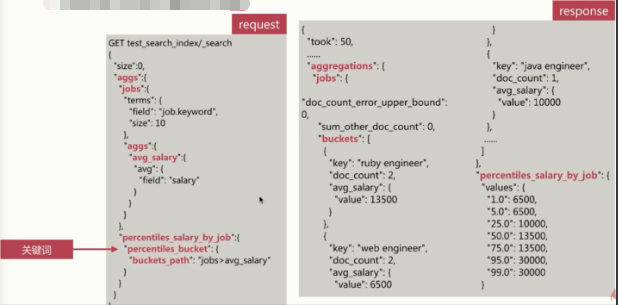 request
GET test_search_index/_search
{
"size":0,
"aggs":{
"jobs":{
"terms": {
"field": "job.keyword",
"size": 10
},
"aggs":{
"avg_salary":{
"avg": {
"field": "salary"
}
}
}
},
"percentiles_salary_by_job":{
"percentiles_bucket": {
"buckets_path": "jobs>avg_salary"
}
}
}
关键词
response
{
"took": 50,
......
"aggregations": {
"jobs": {
"doc_count_error_upper_bound":
0,
"sum_other_doc_count": 0,
"buckets": [
{
"key": "ruby engineer",
"doc_count": 2,
"avg_salary": {
"value": 13500
}
},
{
"key": "web engineer",
"doc_count": 2,
"avg_salary": {
"value": 6500
}
},
{
"key": "java engineer",
"doc_count": 1,
"avg_salary": {
"value": 10000
}
},
......
]
},
"percentiles_salary_by_job": {
"values": {
"1.0": 6500,
"5.0": 6500,
"25.0": 10000,
"50.0": 13500,
"75.0": 13500,
"95.0": 30000,
"99.0": 30000
}